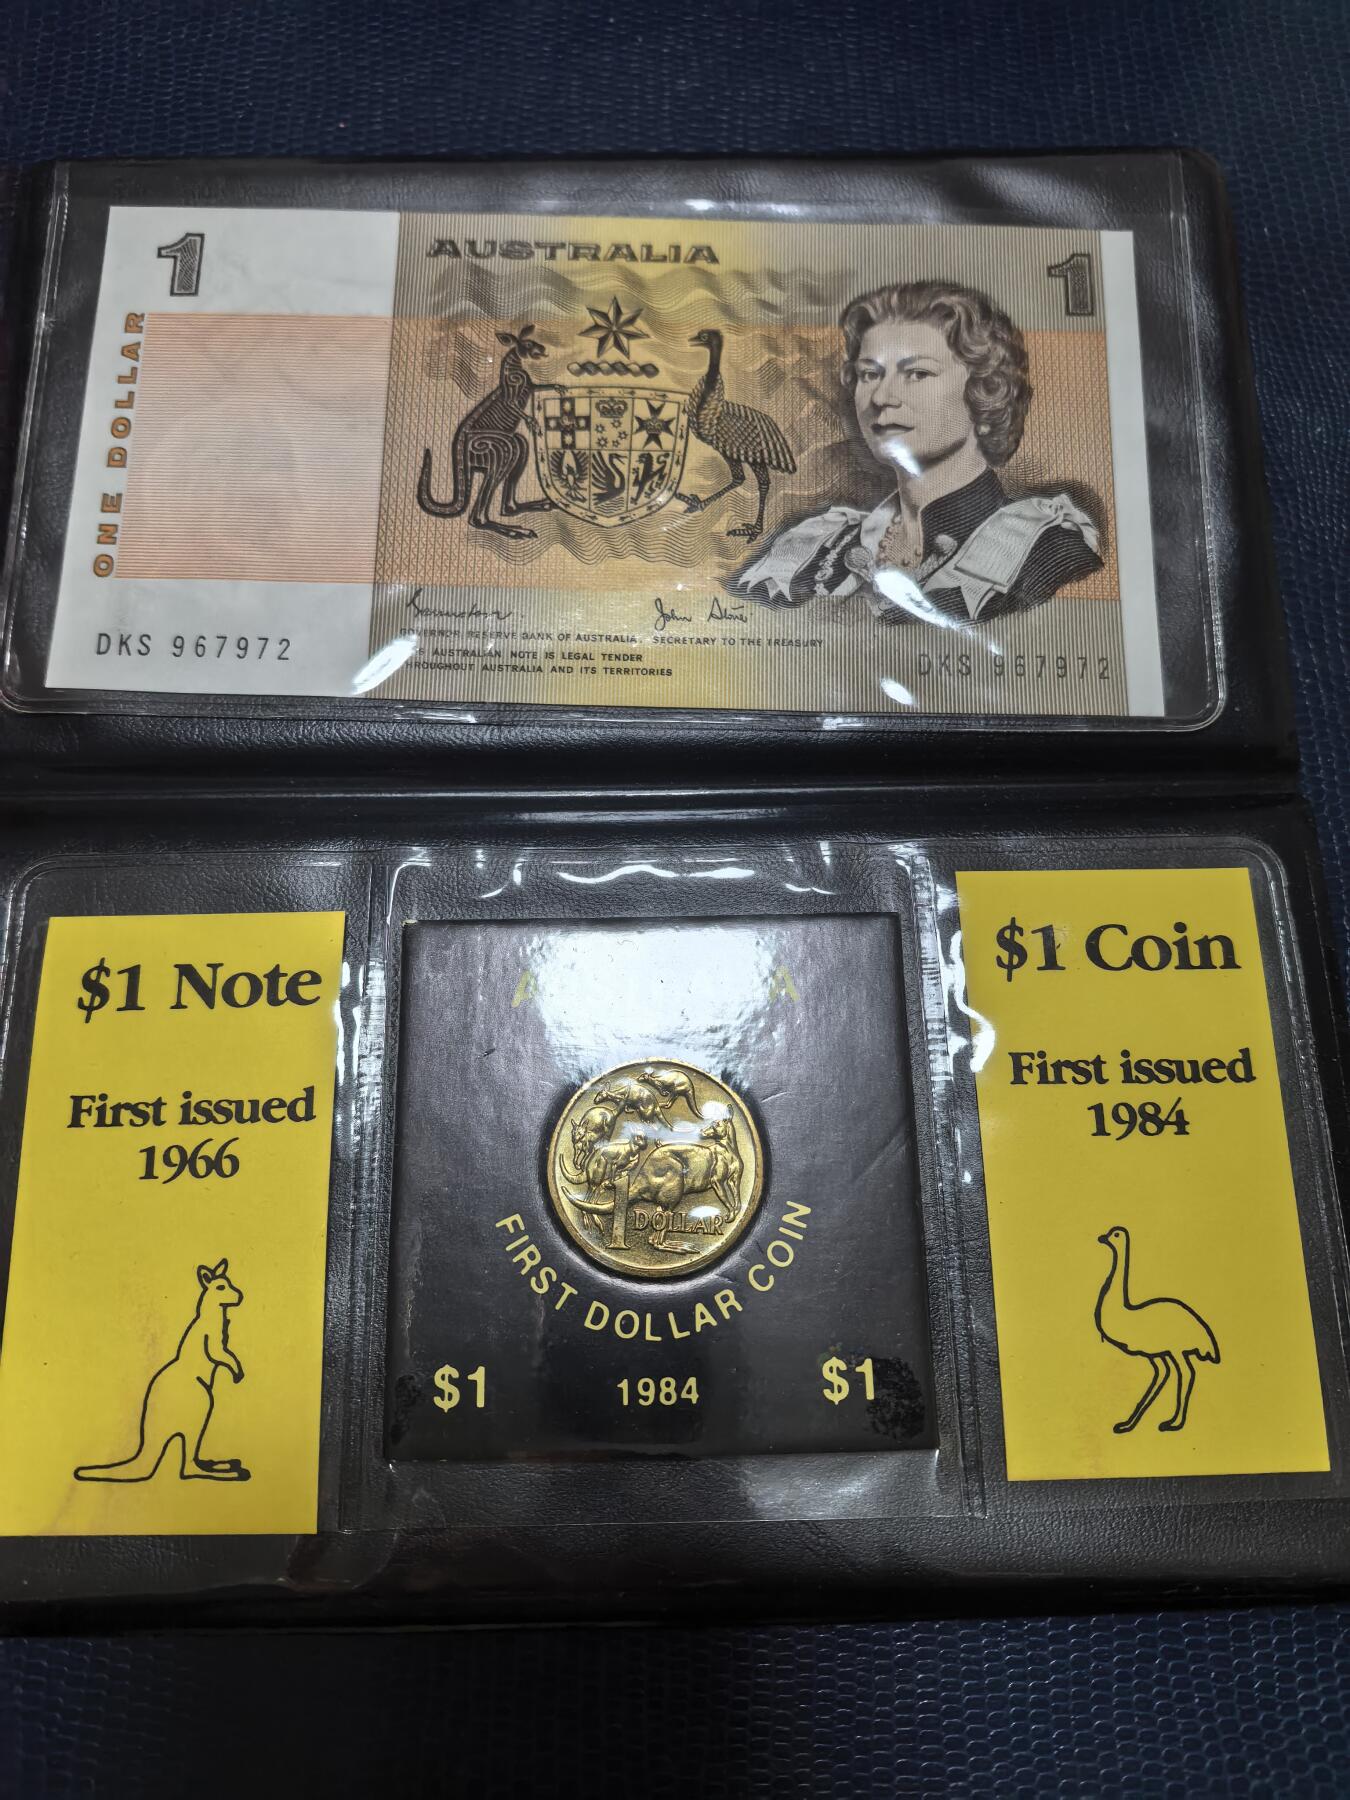 1
AUSTRALIA
1
ONE DOLLAR
John Stone
GOVERNOR, RESERVE BANK OF AUSTRALIA. SECRETARY TO THE TREASURY
AUSTRALIAN NOTE IS LEGAL TENDER
THROUGHOUT AUSTRALIA AND ITS TERRITORIES
DKS 967972
DKS 967972
$1 Note
First issued
1966
1
DOLLAR
FIRST DOLLAR COIN
$1
1984
$1
$1 Coin
First issued
1984